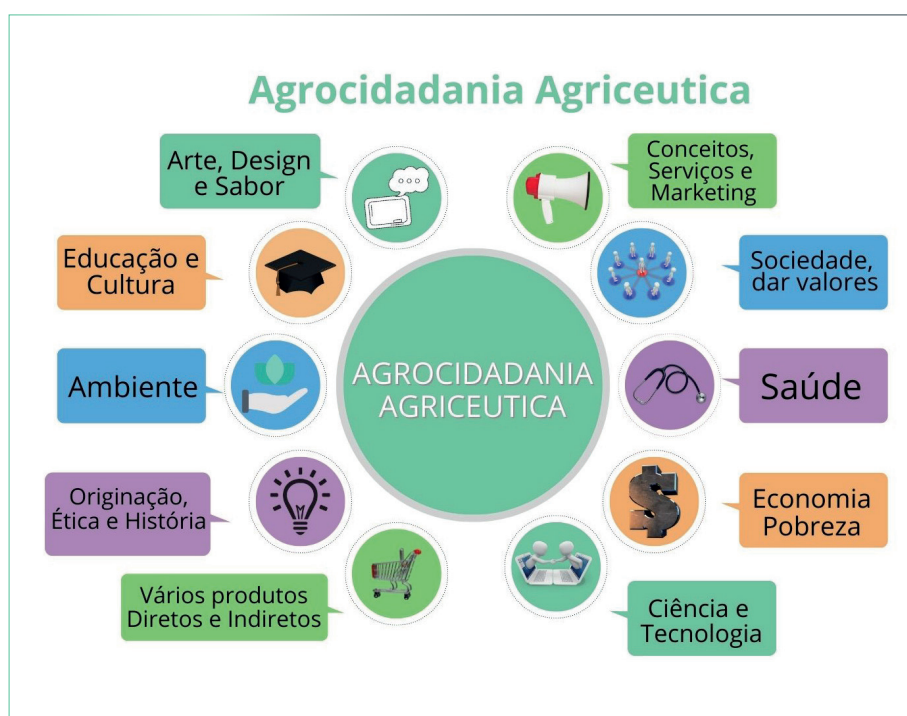 Agrocidadania Agriceutica
Arte, Design
e Sabor
Conceitos,
Serviços e
Marketing
Educação e
Cultura
Sociedade,
dar valores
Ambiente
AGROCIDADANIA
AGRICEUTICA
Saúde
Originação,
Ética e História
Economia
Pobreza
Vários produtos
Diretos e Indiretos
Ciência e
Tecnologia